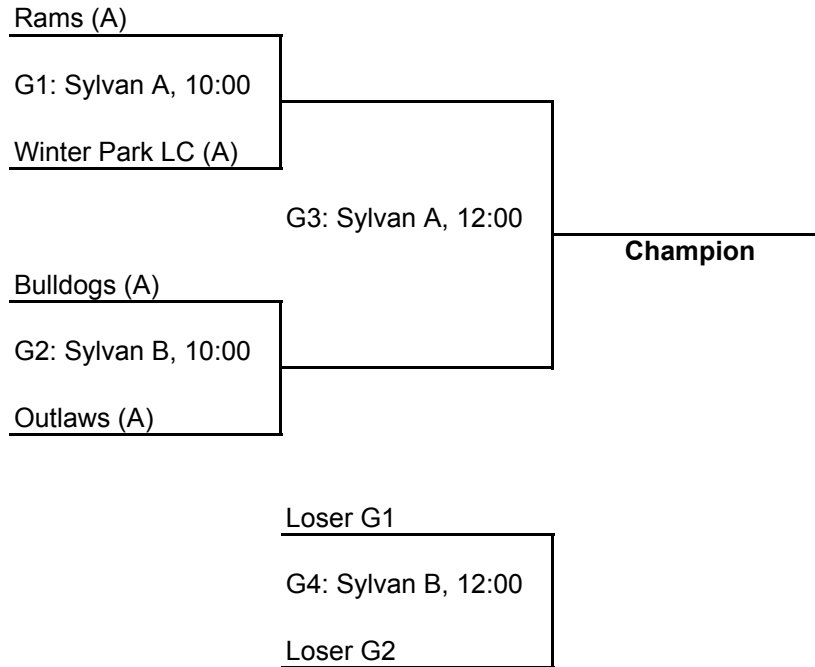 Rams (A)
G1: Sylvan A, 10:00
Winter Park LC (A)
G3: Sylvan A, 12:00
Champion
Bulldogs (A)
G2: Sylvan B, 10:00
Outlaws (A)
Loser G1
G4: Sylvan B, 12:00
Loser G2